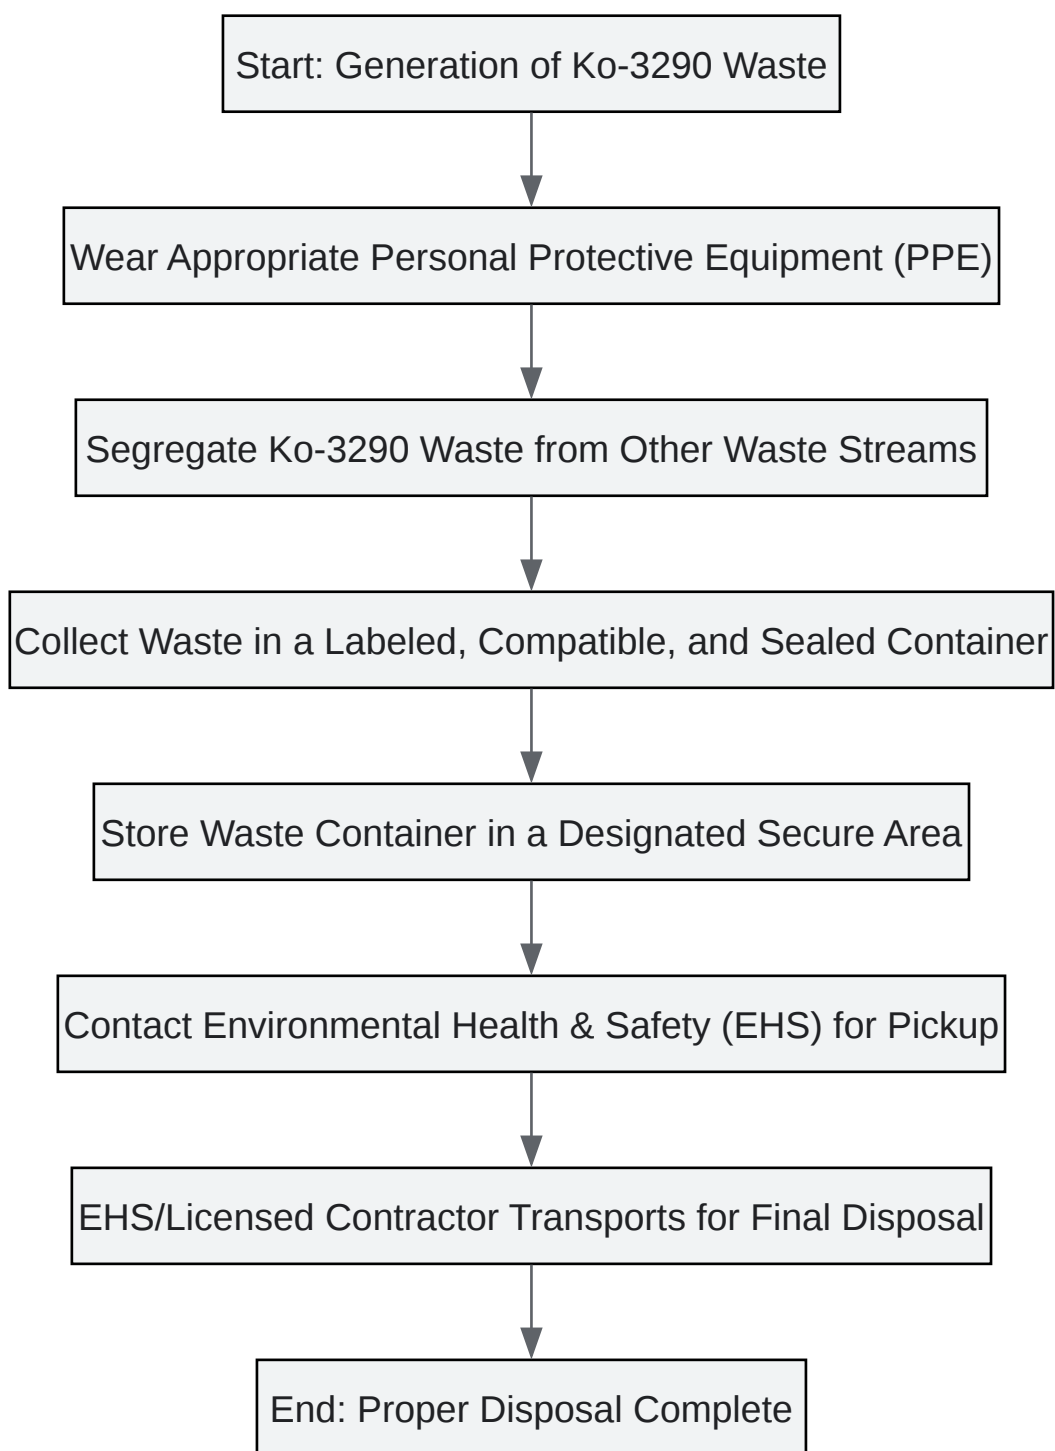 Start: Generation of Ko-3290 Waste
Wear Appropriate Personal Protective Equipment (PPE)
Segregate Ko-3290 Waste from Other Waste Streams
Collect Waste in a Labeled, Compatible, and Sealed Container
Store Waste Container in a Designated Secure Area
Contact Environmental Health & Safety (EHS) for Pickup
EHS/Licensed Contractor Transports for Final Disposal
End: Proper Disposal Complete